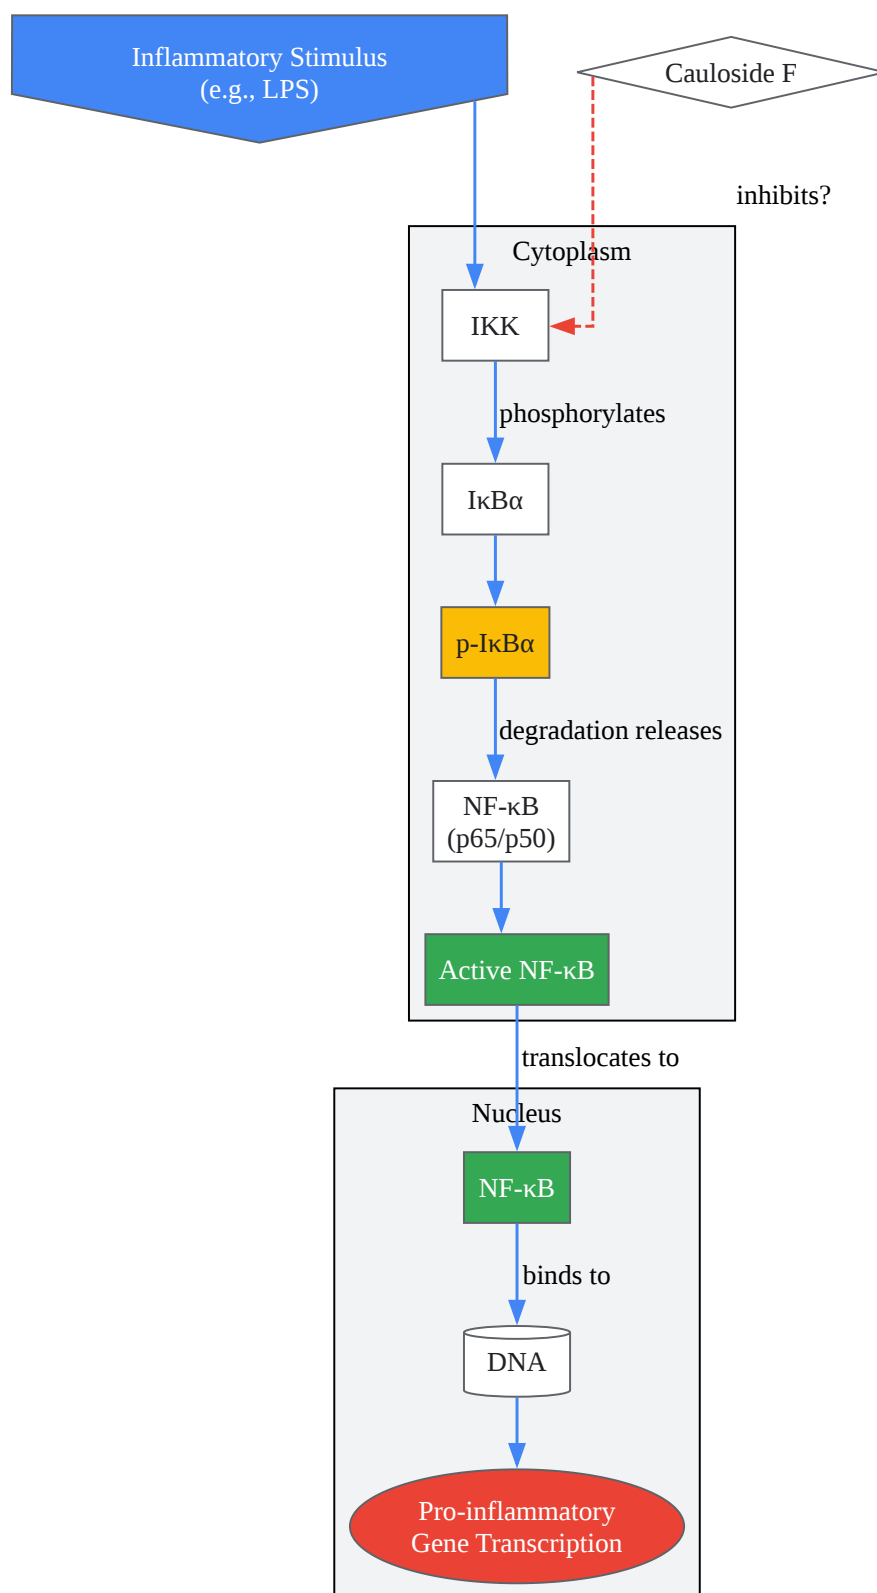 Inflammatory Stimulus
(e.g., LPS)
Cauloside F
inhibits?
Cytoplasm
IKK
phosphorylates
IκBα
p-IκBα
degradation releases
NF-κB
(p65/p50)
Active NF-κB
translocates to
Nucleus
NF-κB
binds to
DNA
Pro-inflammatory
Gene Transcription